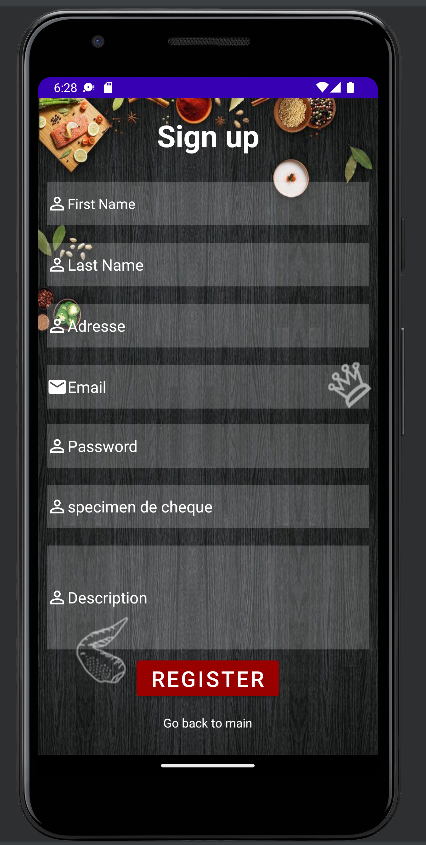 6:28
Sign up
First Name
Last Name
Adresse
Email
Password
specimen de cheque
Description
REGISTER
Go back to main